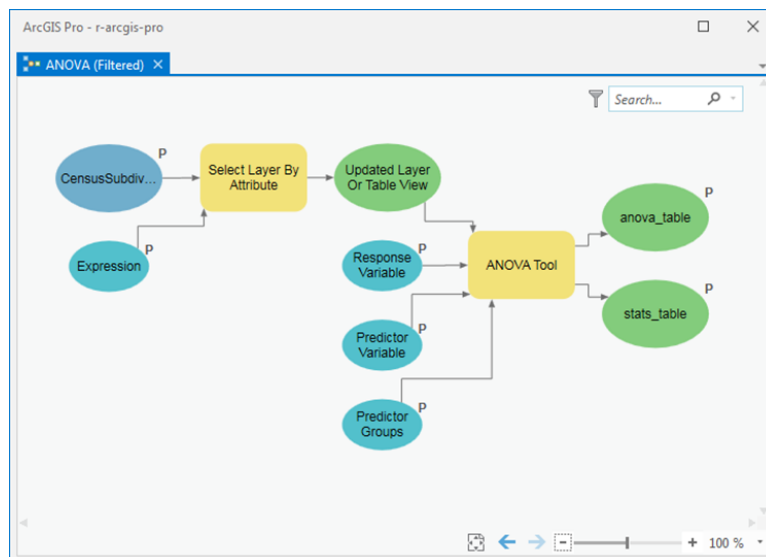 ArcGIS Pro - r-arcgis-pro
ANOVA (Filtered)
Search...
P
CensusSubdiv...
Select Layer By
Attribute
Updated Layer
Or Table View
P
anova_table
P
Expression
P
Response
Variable
ANOVA Tool
P
stats_table
P
Predictor
Variable
P
Predictor
Groups
100 %